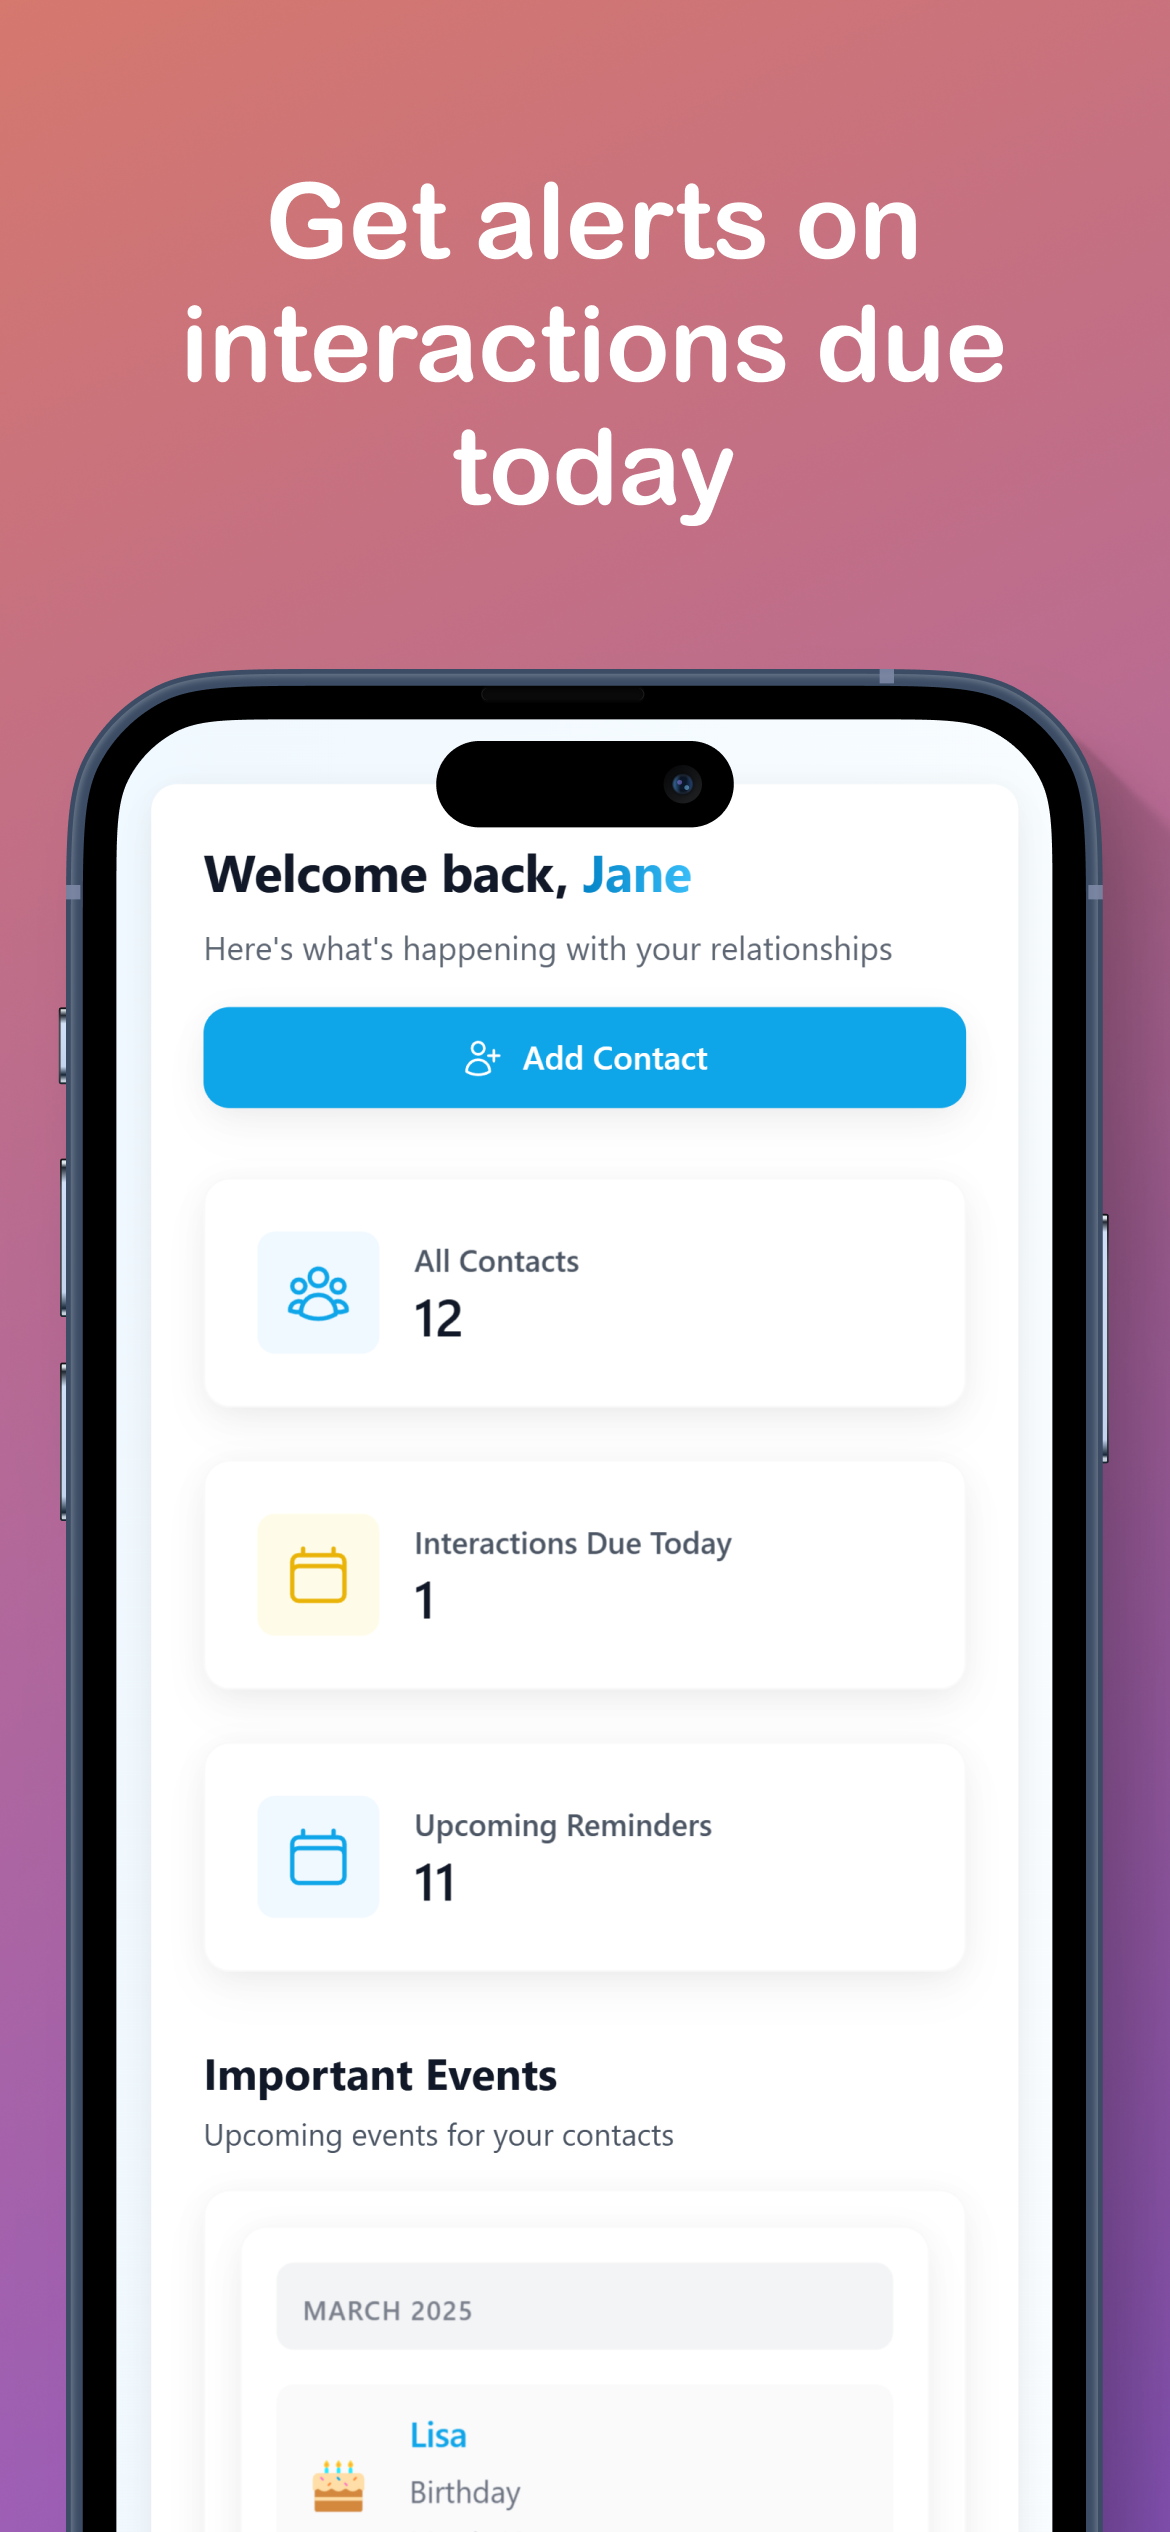 Get alerts on
interactions due
today
Welcome back, Jane
Here's what's happening with your relationships
Add Contact
All Contacts
12
Interactions Due Today
1
Upcoming Reminders
11
Important Events
Upcoming events for your contacts
MARCH 2025
Lisa
Birthday